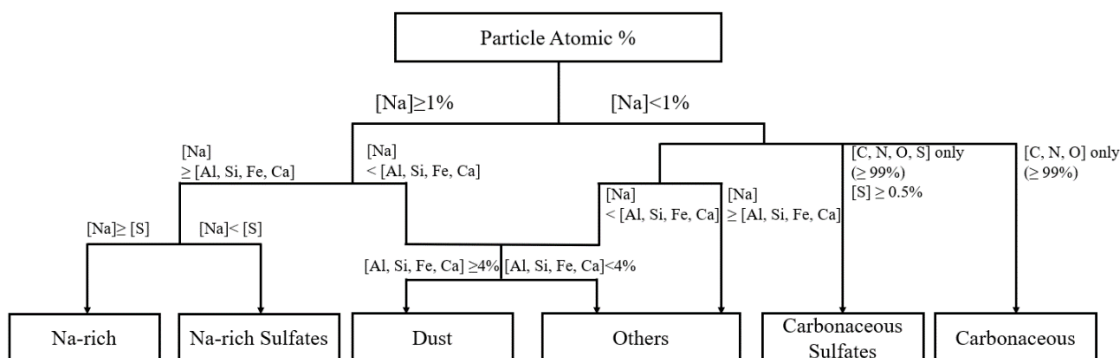 Particle Atomic %
[Na]≥1%
[Na]<1%
[Na]
≥ [Al, Si, Fe, Ca]
[Na]
< [Al, Si, Fe, Ca]
[C, N, O, S] only
(≥ 99%)
[S] ≥ 0.5%
[C, N, O] only
(≥ 99%)
[Na]
< [Al, Si, Fe, Ca]
[Na]
≥ [Al, Si, Fe, Ca]
[Na]≥ [S]
[Na]< [S]
[Al, Si, Fe, Ca] ≥4%
[Al, Si, Fe, Ca]<4%
Na-rich
Na-rich Sulfates
Dust
Others
Carbonaceous
Sulfates
Carbonaceous